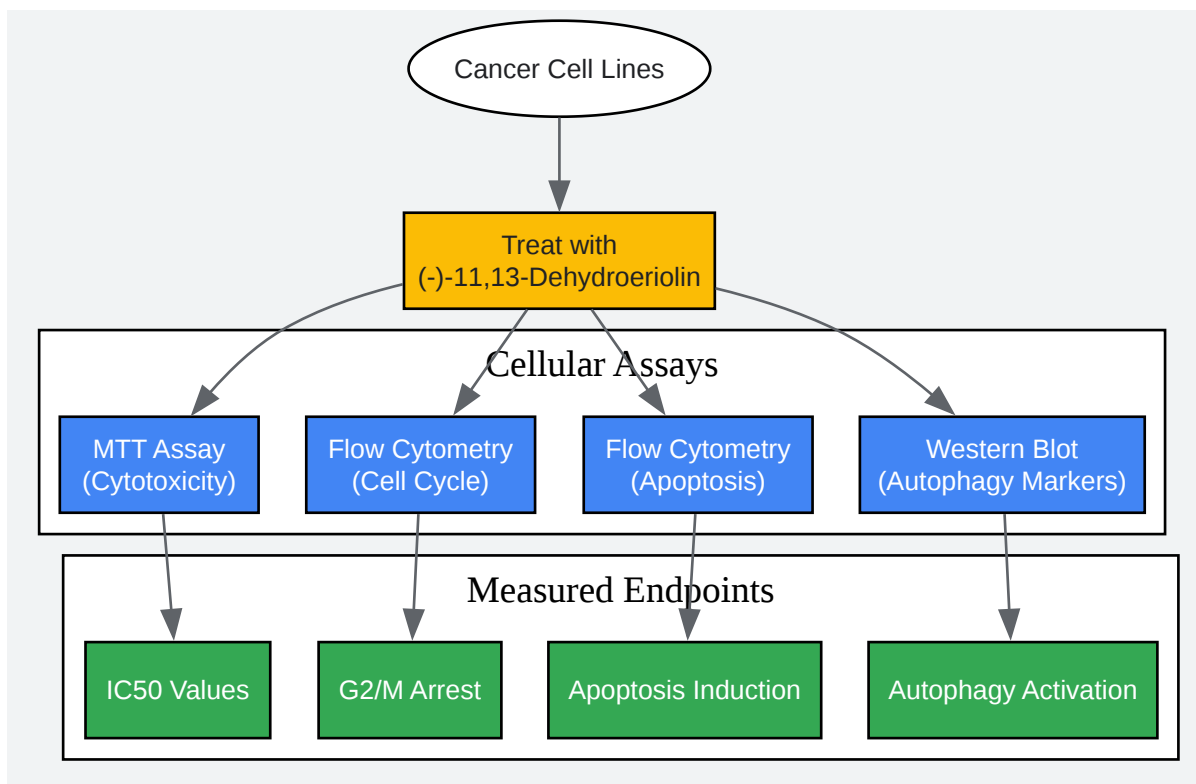 Cancer Cell Lines
Treat with
(-)-11,13-Dehydroeriolin
Cellular Assays
MTT Assay
(Cytotoxicity)
Flow Cytometry
(Cell Cycle)
Flow Cytometry
(Apoptosis)
Western Blot
(Autophagy Markers)
Measured Endpoints
IC50 Values
G2/M Arrest
Apoptosis Induction
Autophagy Activation